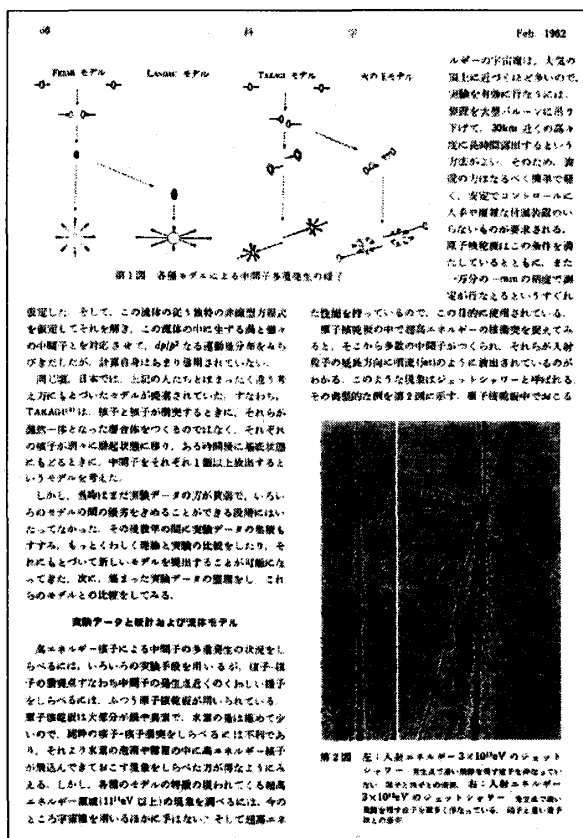 66 科 学 Feb. 1962
FERMI モデル LANDAU モデル TAKAGI モデル 火の玉モデル
第1図 各種モデルによる中間子多重発生の様子
仮定した. そして, この流体の従う独特の非線型方程式
を仮定してそれを解き, この流体の中に生ずる渦と個々
の中間子とを対応させて, dp/p² なる運動量分布をみち
びきだしたが, 計算自身はあまり信用されていない.
同じ頃, 日本では, 上記の人たちとはまったく違う考
え方にもとづいたモデルが提案されていた. すなわち,
TAKAGI は, 核子と核子が衝突するときに, それらが
渾然一体となった複合体をつくるのではなく, それぞれ
の核子が別々に励起状態に移り, ある時間後に基底状態
にもどるときに, 中間子をそれぞれ1個以上放出すると
いうモデルを考えた.
しかし, 当時はまだ実験データの方が貧弱で, いろい
ろのモデルの間の優劣をきめることができる段階にはい
たってなかった. その後数年の間に実験データの集積も
すすみ, もっとくわしく理論と実験の比較をしたり, そ
れにもとづいて新しいモデルを提出することが可能にな
ってきた. 次に, 集まった実験データの整理をし, これ
らのモデルとの比較をしてみる.
実験データと統計および流体モデル
高エネルギー核子による中間子の多重発生の状況をし
らべるには, いろいろの実験手段を用いるが, 核子-核
子の衝突点すなわち中間子の発生点近くのくわしい様子
をしらべるには, ふつう原子核乾板が用いられている.
原子核乾板は大部分が銀や臭素で, 水素の量は極めて少
いので, 純粋の核子-核子衝突をしらべるには不利であ
り, それより水素の泡箱や霧箱の中に高エネルギー核子
が飛込んできておこす現象をしらべた方が得なようにみ
える. しかし, 各種のモデルの特徴の現われてくる超高
エネルギー領域(10¹¹eV 以上)の現象を調べるには, 今の
ところ宇宙線を用いるほかに手はない. そして超高エネ
ルギーの宇宙線は, 大気の
頂上に近づくほど多いので,
実験を有効に行なうには,
装置を大型バルーンに吊り
下げて, 30km 近くの高々
度に長時間露出するという
方法がよい. そのため, 装
置の方はなるべく簡単で軽
く, 安定でコントロールに
人手や複雑な付属装置のい
らないものが要求される.
原子核乾板はこの条件を満
たしているとともに, また
一万分の一mmの精度で測
定が行なえるというすぐれ
た性能を持っているので, この目的に使用されている.
原子核乾板の中で超高エネルギーの核衝突を捉えてみ
ると, そこから多数の中間子がつくられ, それらが入射
粒子の延長方向に噴流(jet)のように放出されているのが
わかる. このような現象はジェットシャワーと呼ばれる.
その典型的な例を第2図に示す. 原子核乾板中でおこる
第2図 左:入射エネルギー3×10¹²eV のジェット
シャワー
右:入射エネルギー
3×10¹²eV のジェットシャワー